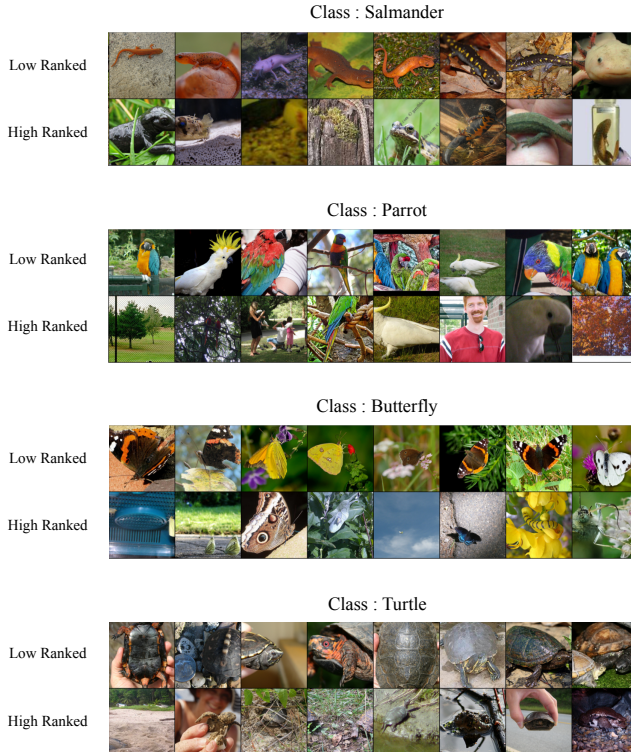 Class : Salmander
Low Ranked
High Ranked
Class : Parrot
Low Ranked
High Ranked
Class : Butterfly
Low Ranked
High Ranked
Class : Turtle
Low Ranked
High Ranked